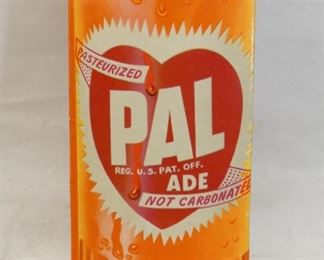 PASTEURIZED
PAL
REG. U.S. PAT. OFF.
ADE
NOT CARBONATED